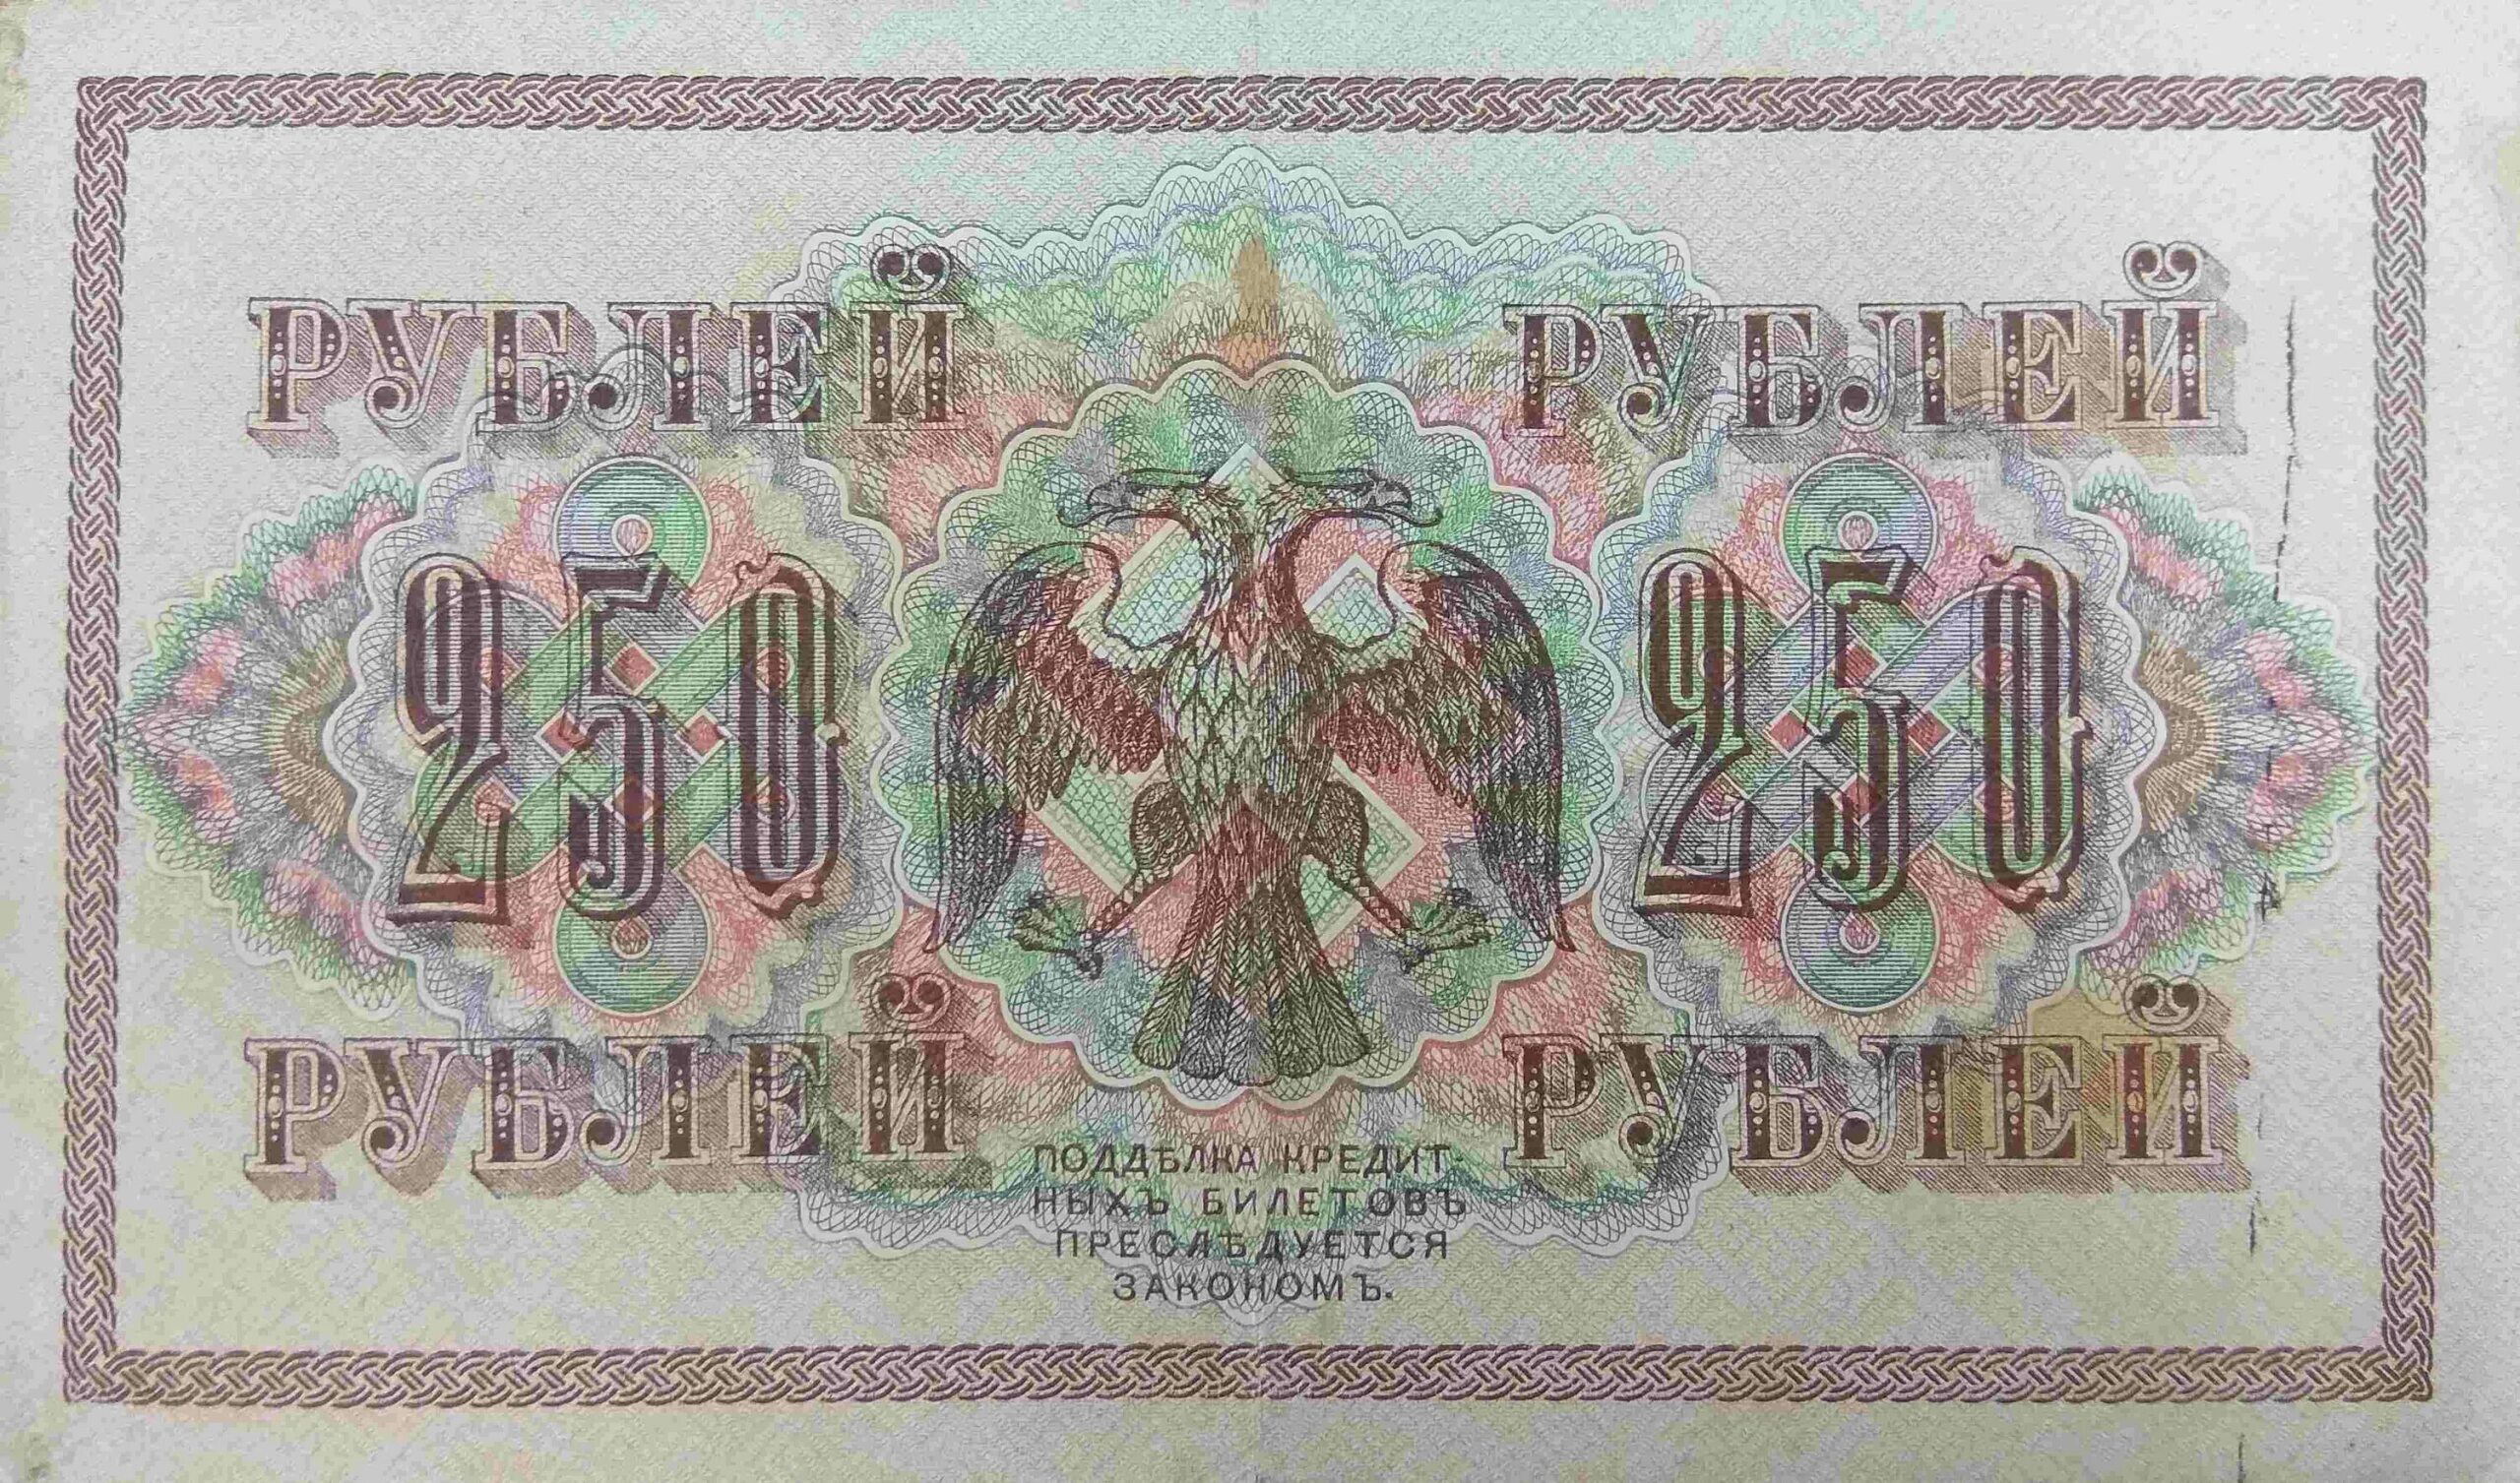 РУБЛЕЙ РУБЛЕЙ
250 250
РУБЛЕЙ РУБЛЕЙ
ПОДДѢЛКА КРЕДИТ-
НЫХЪ БИЛЕТОВЪ
ПРЕСЛѢДУЕТСЯ
ЗАКОНОМЪ.